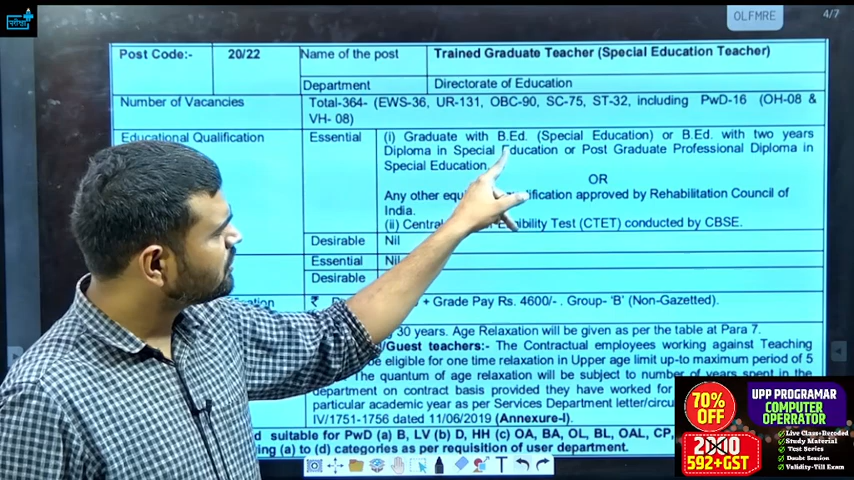 परीक्षा
OLFMRE
4/7
Post Code:- 20/22 Name of the post Trained Graduate Teacher (Special Education Teacher)
Department Directorate of Education
Number of Vacancies Total-364- (EWS-36, UR-131, OBC-90, SC-75, ST-32, including PwD-16 (OH-08 &
VH- 08)
Educational Qualification Essential (i) Graduate with B.Ed. (Special Education) or B.Ed. with two years
Diploma in Special Education or Post Graduate Professional Diploma in
Special Education.
OR
Any other approved by Rehabilitation Council of
India.
(ii) Test (CTET) conducted by CBSE.
Desirable Nil
Essential Nil
Desirable
₹ + Grade Pay Rs. 4600/- . Group- 'B' (Non-Gazetted).
30 years. Age Relaxation will be given as per the table at Para 7.
/Guest teachers:- The Contractual employees working against Teaching
be eligible for one time relaxation in Upper age limit up-to maximum period of 5
The quantum of age relaxation will be subject to number of years spent in the
department on contract basis provided they have worked for
particular academic year as per Services Department letter/circu
IV/1751-1756 dated 11/06/2019 (Annexure-I).
d suitable for PwD (a) B, LV (b) D, HH (c) OA, BA, OL, BL, OAL, CP,
ing (a) to (d) categories as per requisition of user department.
70%
OFF
2000
592+GST
UPP PROGRAMAR
COMPUTER
OPERRATOR
Live Class+Recoded
Study Material
Test Series
Doubt Session
Validity-Till Exam